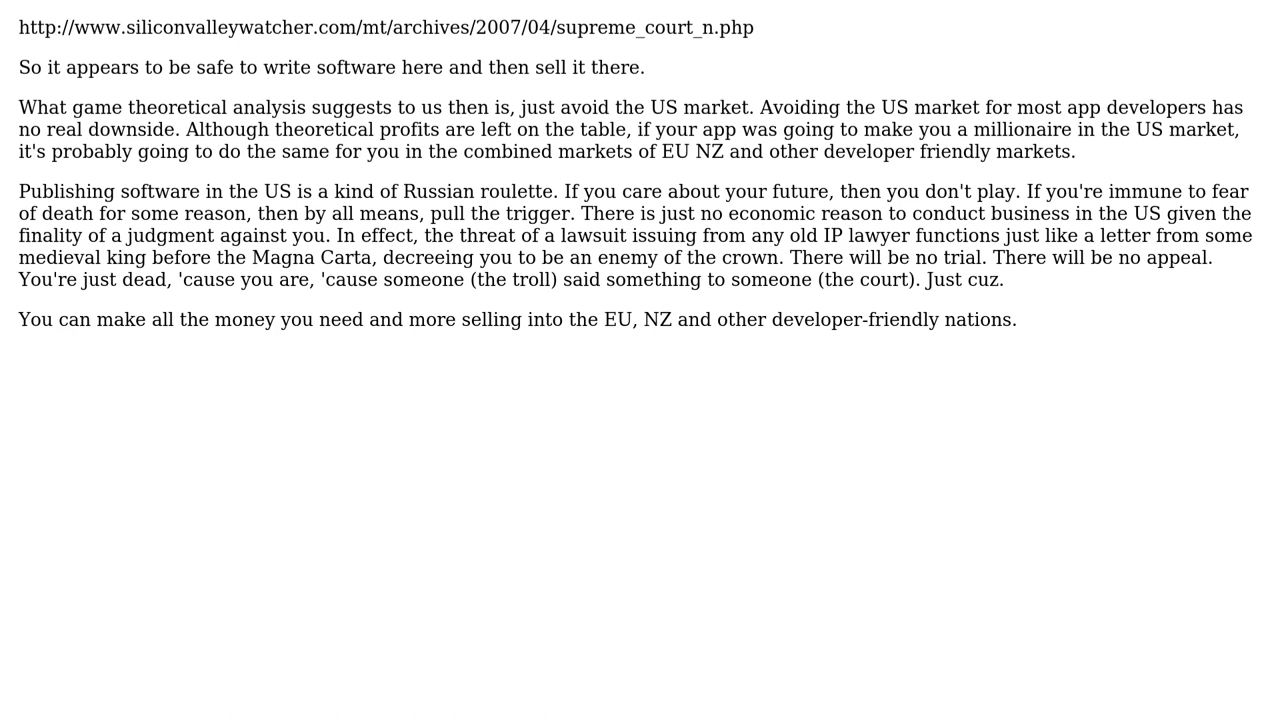 http://www.siliconvalleywatcher.com/mt/archives/2007/04/supreme_court_n.php
So it appears to be safe to write software here and then sell it there.
What game theoretical analysis suggests to us then is, just avoid the US market. Avoiding the US market for most app developers has
no real downside. Although theoretical profits are left on the table, if your app was going to make you a millionaire in the US market,
it's probably going to do the same for you in the combined markets of EU NZ and other developer friendly markets.
Publishing software in the US is a kind of Russian roulette. If you care about your future, then you don't play. If you're immune to fear
of death for some reason, then by all means, pull the trigger. There is just no economic reason to conduct business in the US given the
finality of a judgment against you. In effect, the threat of a lawsuit issuing from any old IP lawyer functions just like a letter from some
medieval king before the Magna Carta, decreeing you to be an enemy of the crown. There will be no trial. There will be no appeal.
You're just dead, 'cause you are, 'cause someone (the troll) said something to someone (the court). Just cuz.
You can make all the money you need and more selling into the EU, NZ and other developer-friendly nations.